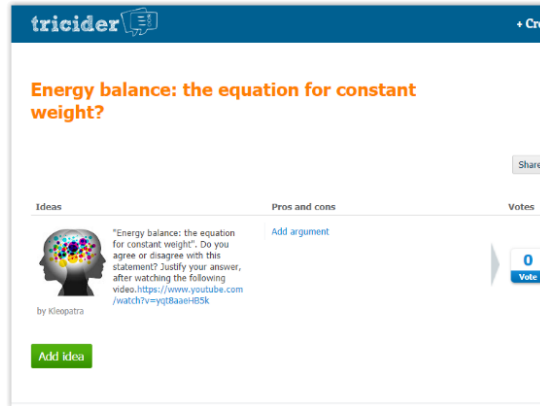 tricider
+ Cre
Energy balance: the equation for constant
weight?
Share
Ideas
Pros and cons
Votes
"Energy balance: the equation
for constant weight". Do you
agree or disagree with this
statement? Justify your answer,
after watching the following
video.https://www.youtube.com
/watch?v=yqt8aaeHB5k
Add argument
0
Vote
by Kleopatra
Add idea